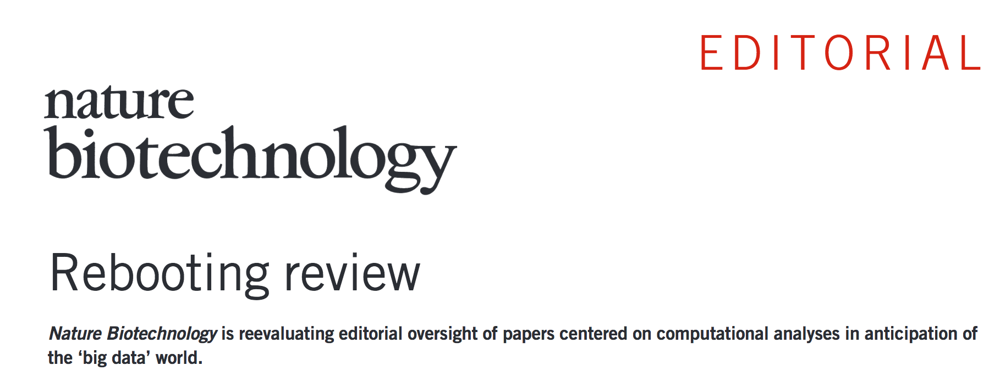 EDITORIAL
nature
biotechnology
Rebooting review
Nature Biotechnology is reevaluating editorial oversight of papers centered on computational analyses in anticipation of
the ‘big data’ world.